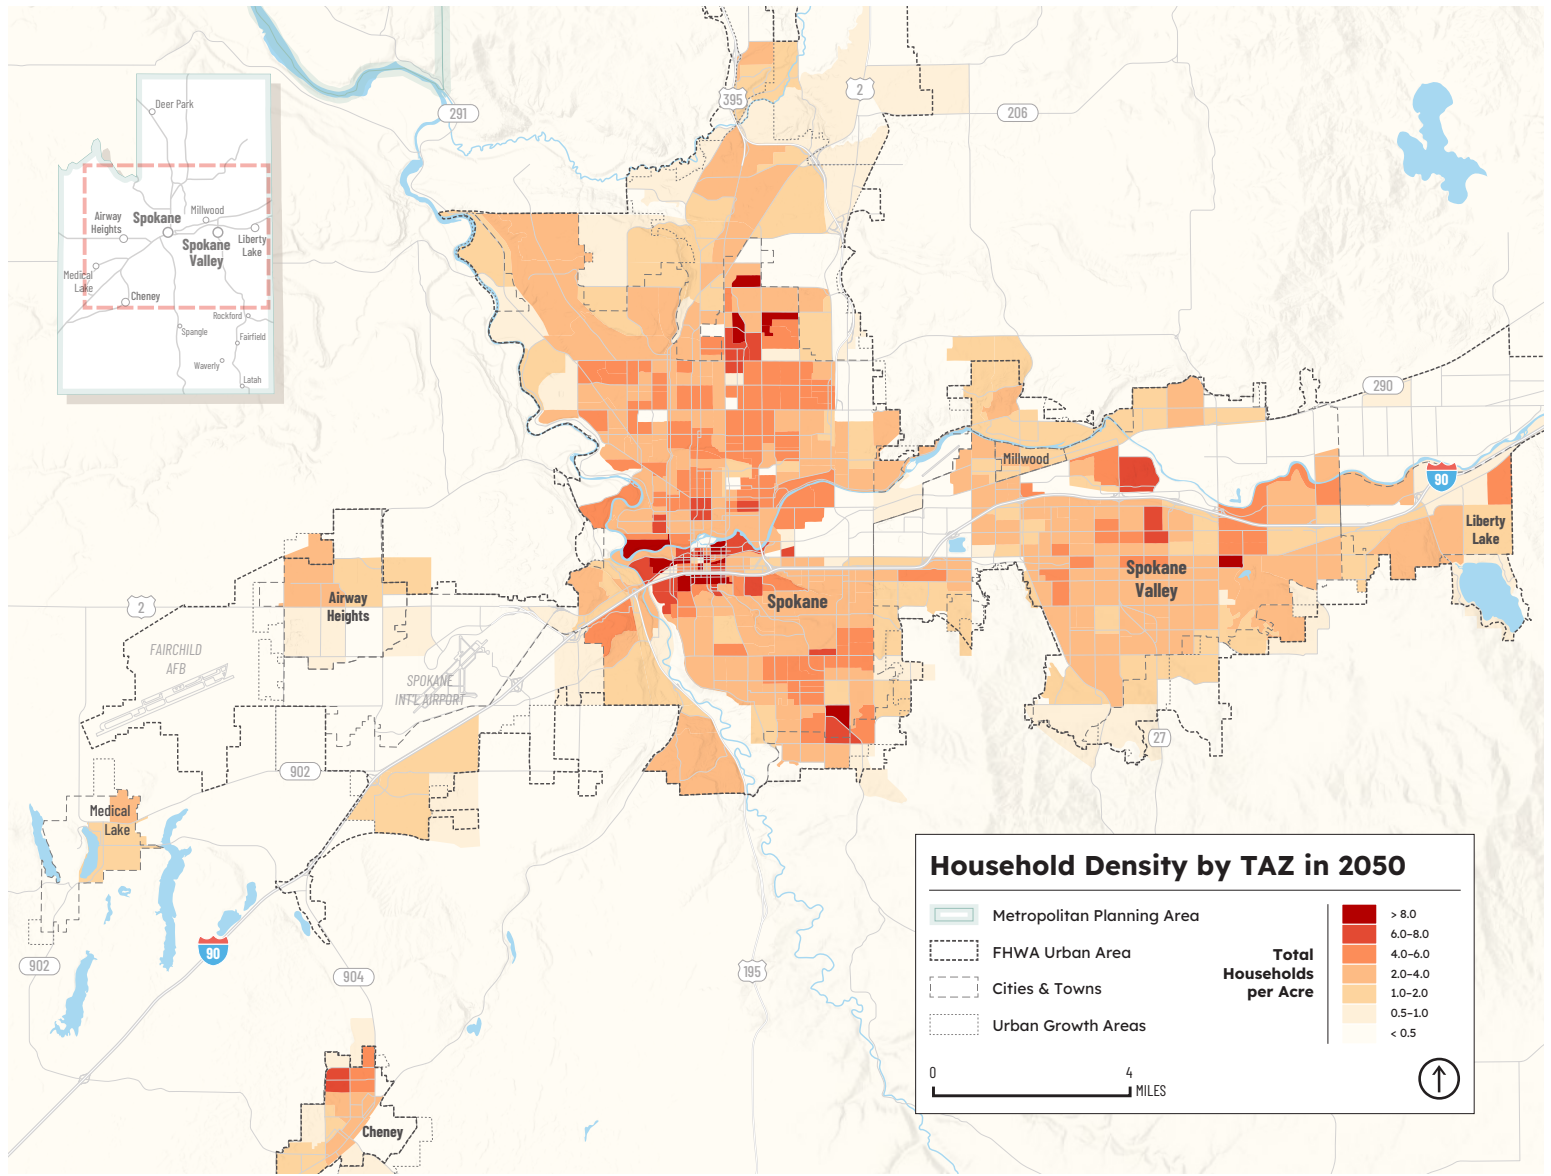 395
2
291
206
Deer Park
Airway
Heights
Spokane
Millwood
Spokane
Valley
Liberty
Lake
Medical
Lake
Cheney
Rockford
Spangle
Fairfield
Waverly
Latah
290
Millwood
90
Liberty
Lake
Spokane
Valley
Spokane
Airway
Heights
2
FAIRCHILD
AFB
SPOKANE
INT'L AIRPORT
27
902
Medical
Lake
90
902
904
195
Cheney
Household Density by TAZ in 2050
Metropolitan Planning Area
FHWA Urban Area
Cities & Towns
Urban Growth Areas
Total
Households
per Acre
> 8.0
6.0–8.0
4.0–6.0
2.0–4.0
1.0–2.0
0.5–1.0
< 0.5
0 4
MILES